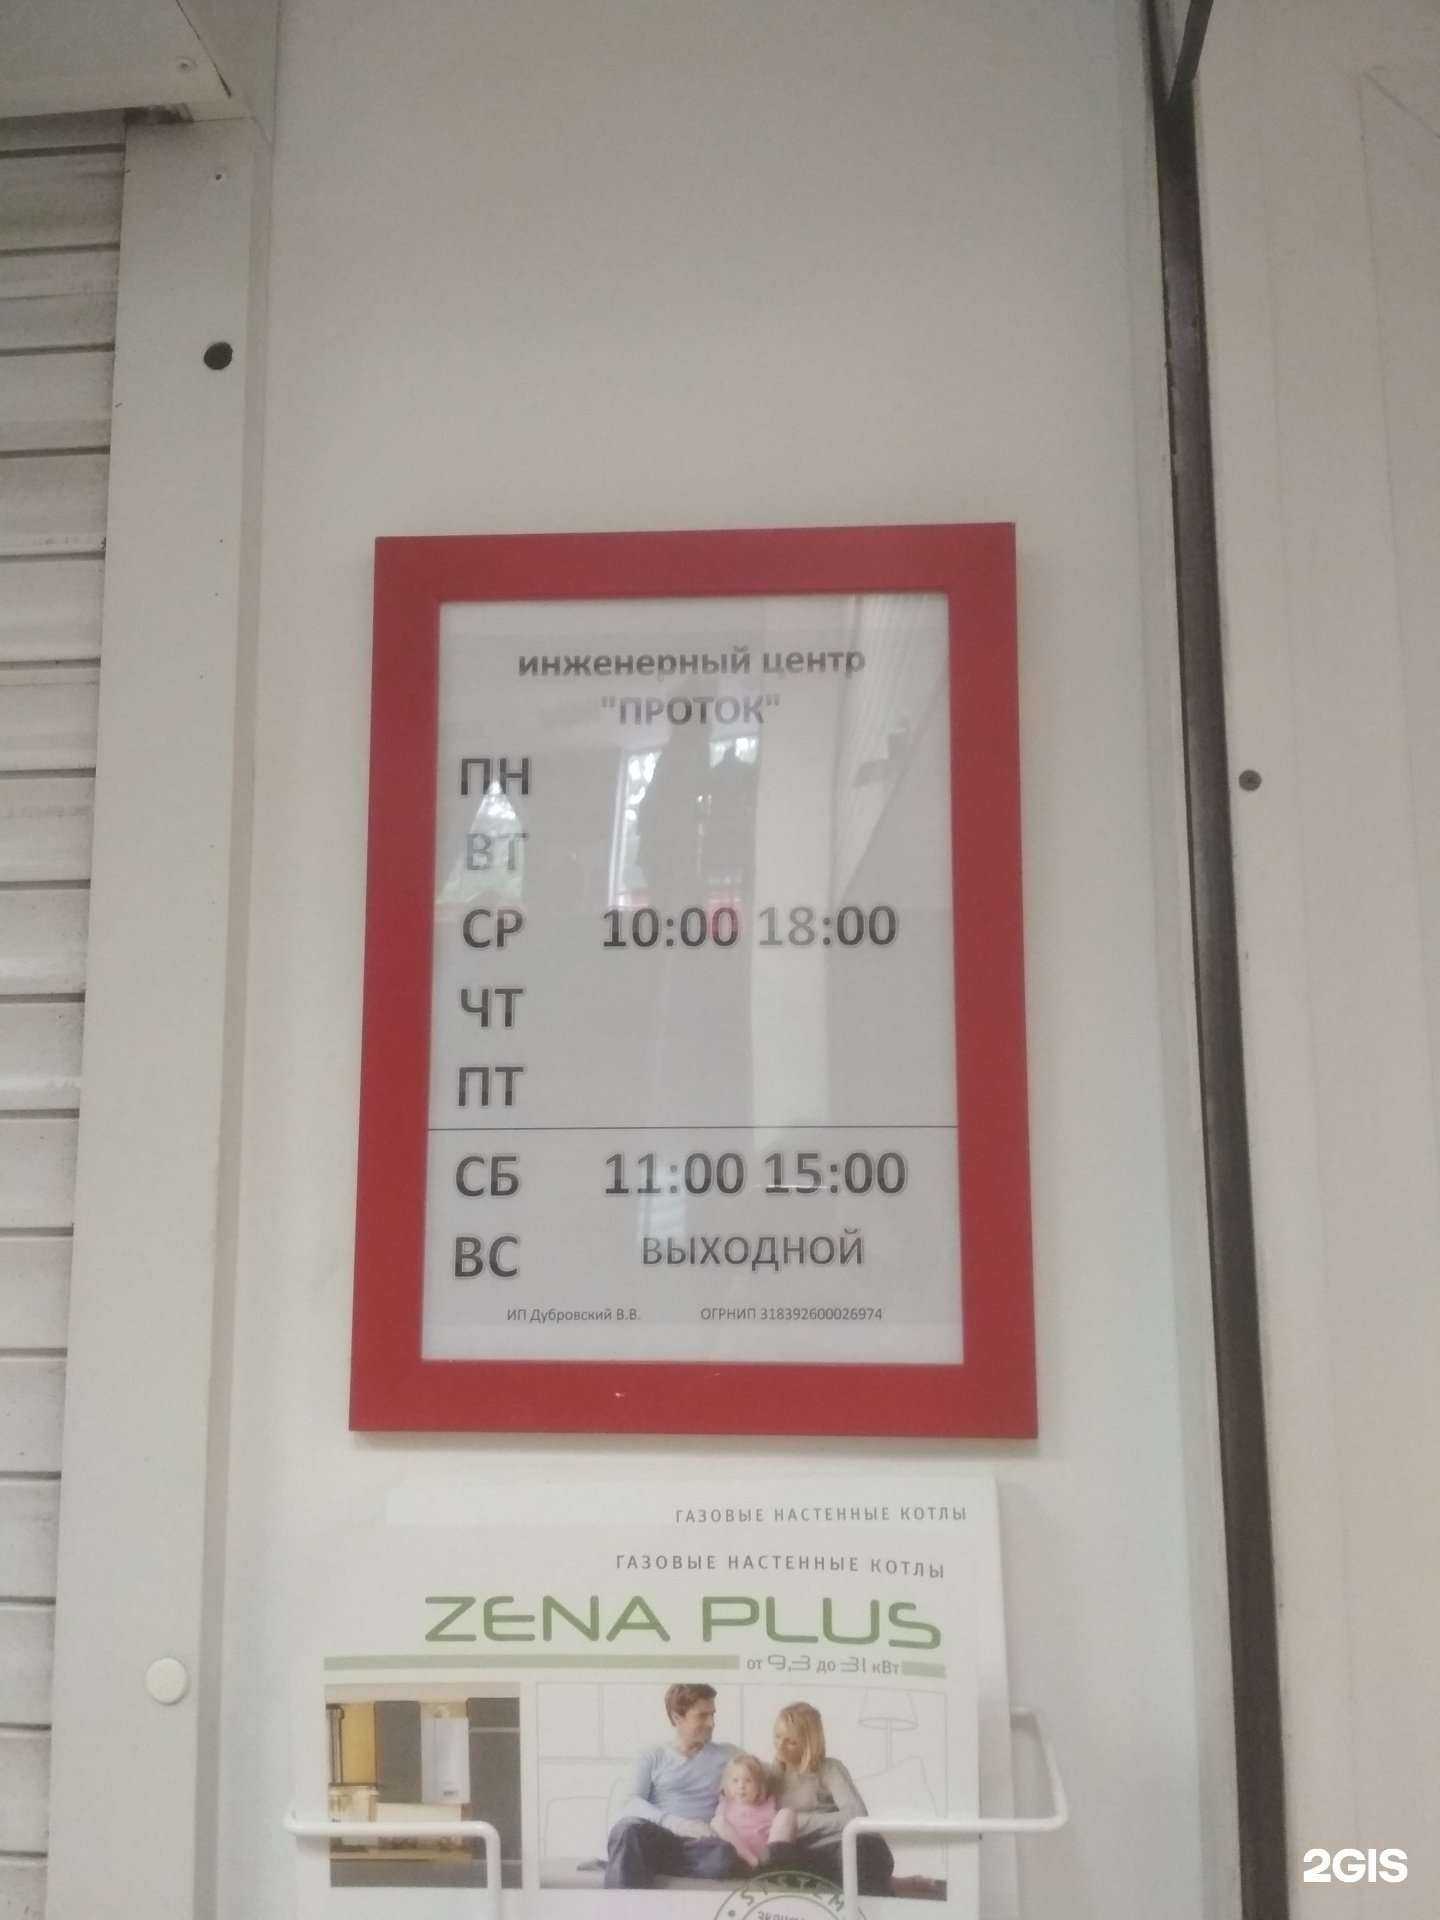 инженерный центр
"ПРОТОК"
ПН
ВТ
СР 10:00 18:00
ЧТ
ПТ
СБ 11:00 15:00
ВС ВЫХОДНОЙ
ИП Дубровский В.В. ОГРНИП 318392600026974
ГАЗОВЫЕ НАСТЕННЫЕ КОТЛЫ
ГАЗОВЫЕ НАСТЕННЫЕ КОТЛЫ
ZENA PLUS
от 9,3 до 31 кВт
SYSTEM
2GIS